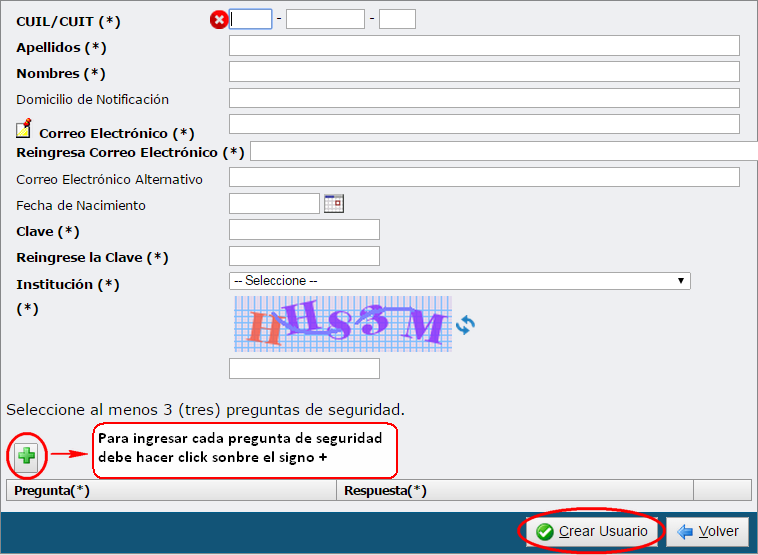 CUIL/CUIT (*) - -
Apellidos (*)
Nombres (*)
Domicilio de Notificación
Correo Electrónico (*)
Reingresa Correo Electrónico (*)
Correo Electrónico Alternativo
Fecha de Nacimiento
Clave (*)
Reingrese la Clave (*)
Institución (*) -- Seleccione --
(*) HHS3M
Seleccione al menos 3 (tres) preguntas de seguridad.
Para ingresar cada pregunta de seguridad
debe hacer click sonbre el signo +
Pregunta(*) Respuesta(*)
Crear Usuario Volver